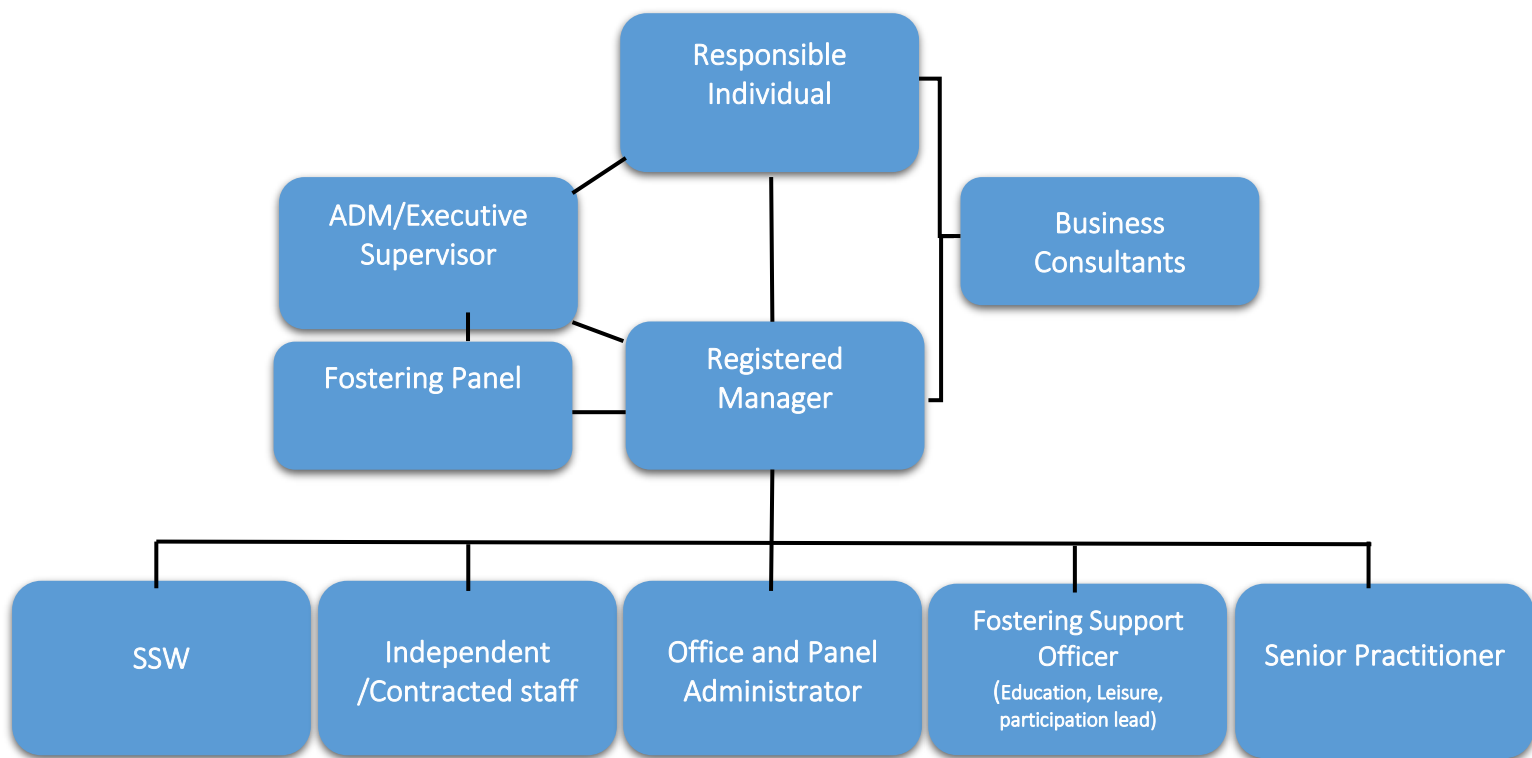 Responsible
Individual
ADM/Executive
Supervisor
Business
Consultants
Fostering Panel
Registered
Manager
SSW
Independent
/Contracted staff
Office and Panel
Administrator
Fostering Support
Officer
(Education, Leisure,
participation lead)
Senior Practitioner